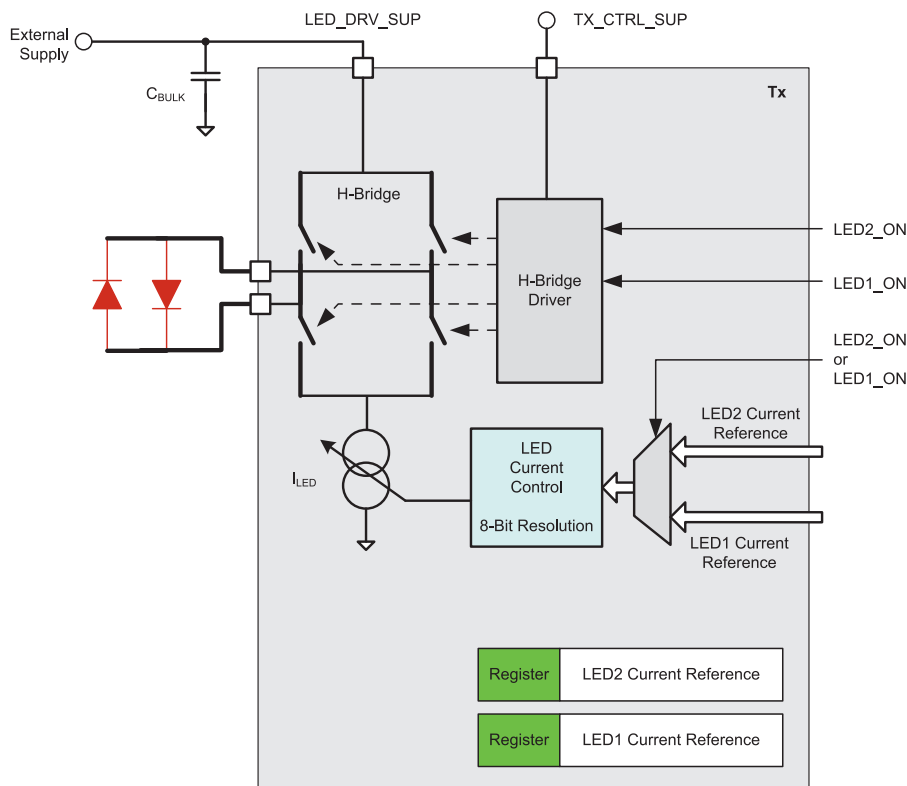 LED_DRV_SUP
TX_CTRL_SUP
External
Supply
CBULK
Tx
H-Bridge
H-Bridge
Driver
LED2_ON
LED1_ON
LED2_ON
or
LED1_ON
LED2 Current
Reference
LED
Current
Control
8-Bit Resolution
ILED
LED1 Current
Reference
Register
LED2 Current Reference
Register
LED1 Current Reference